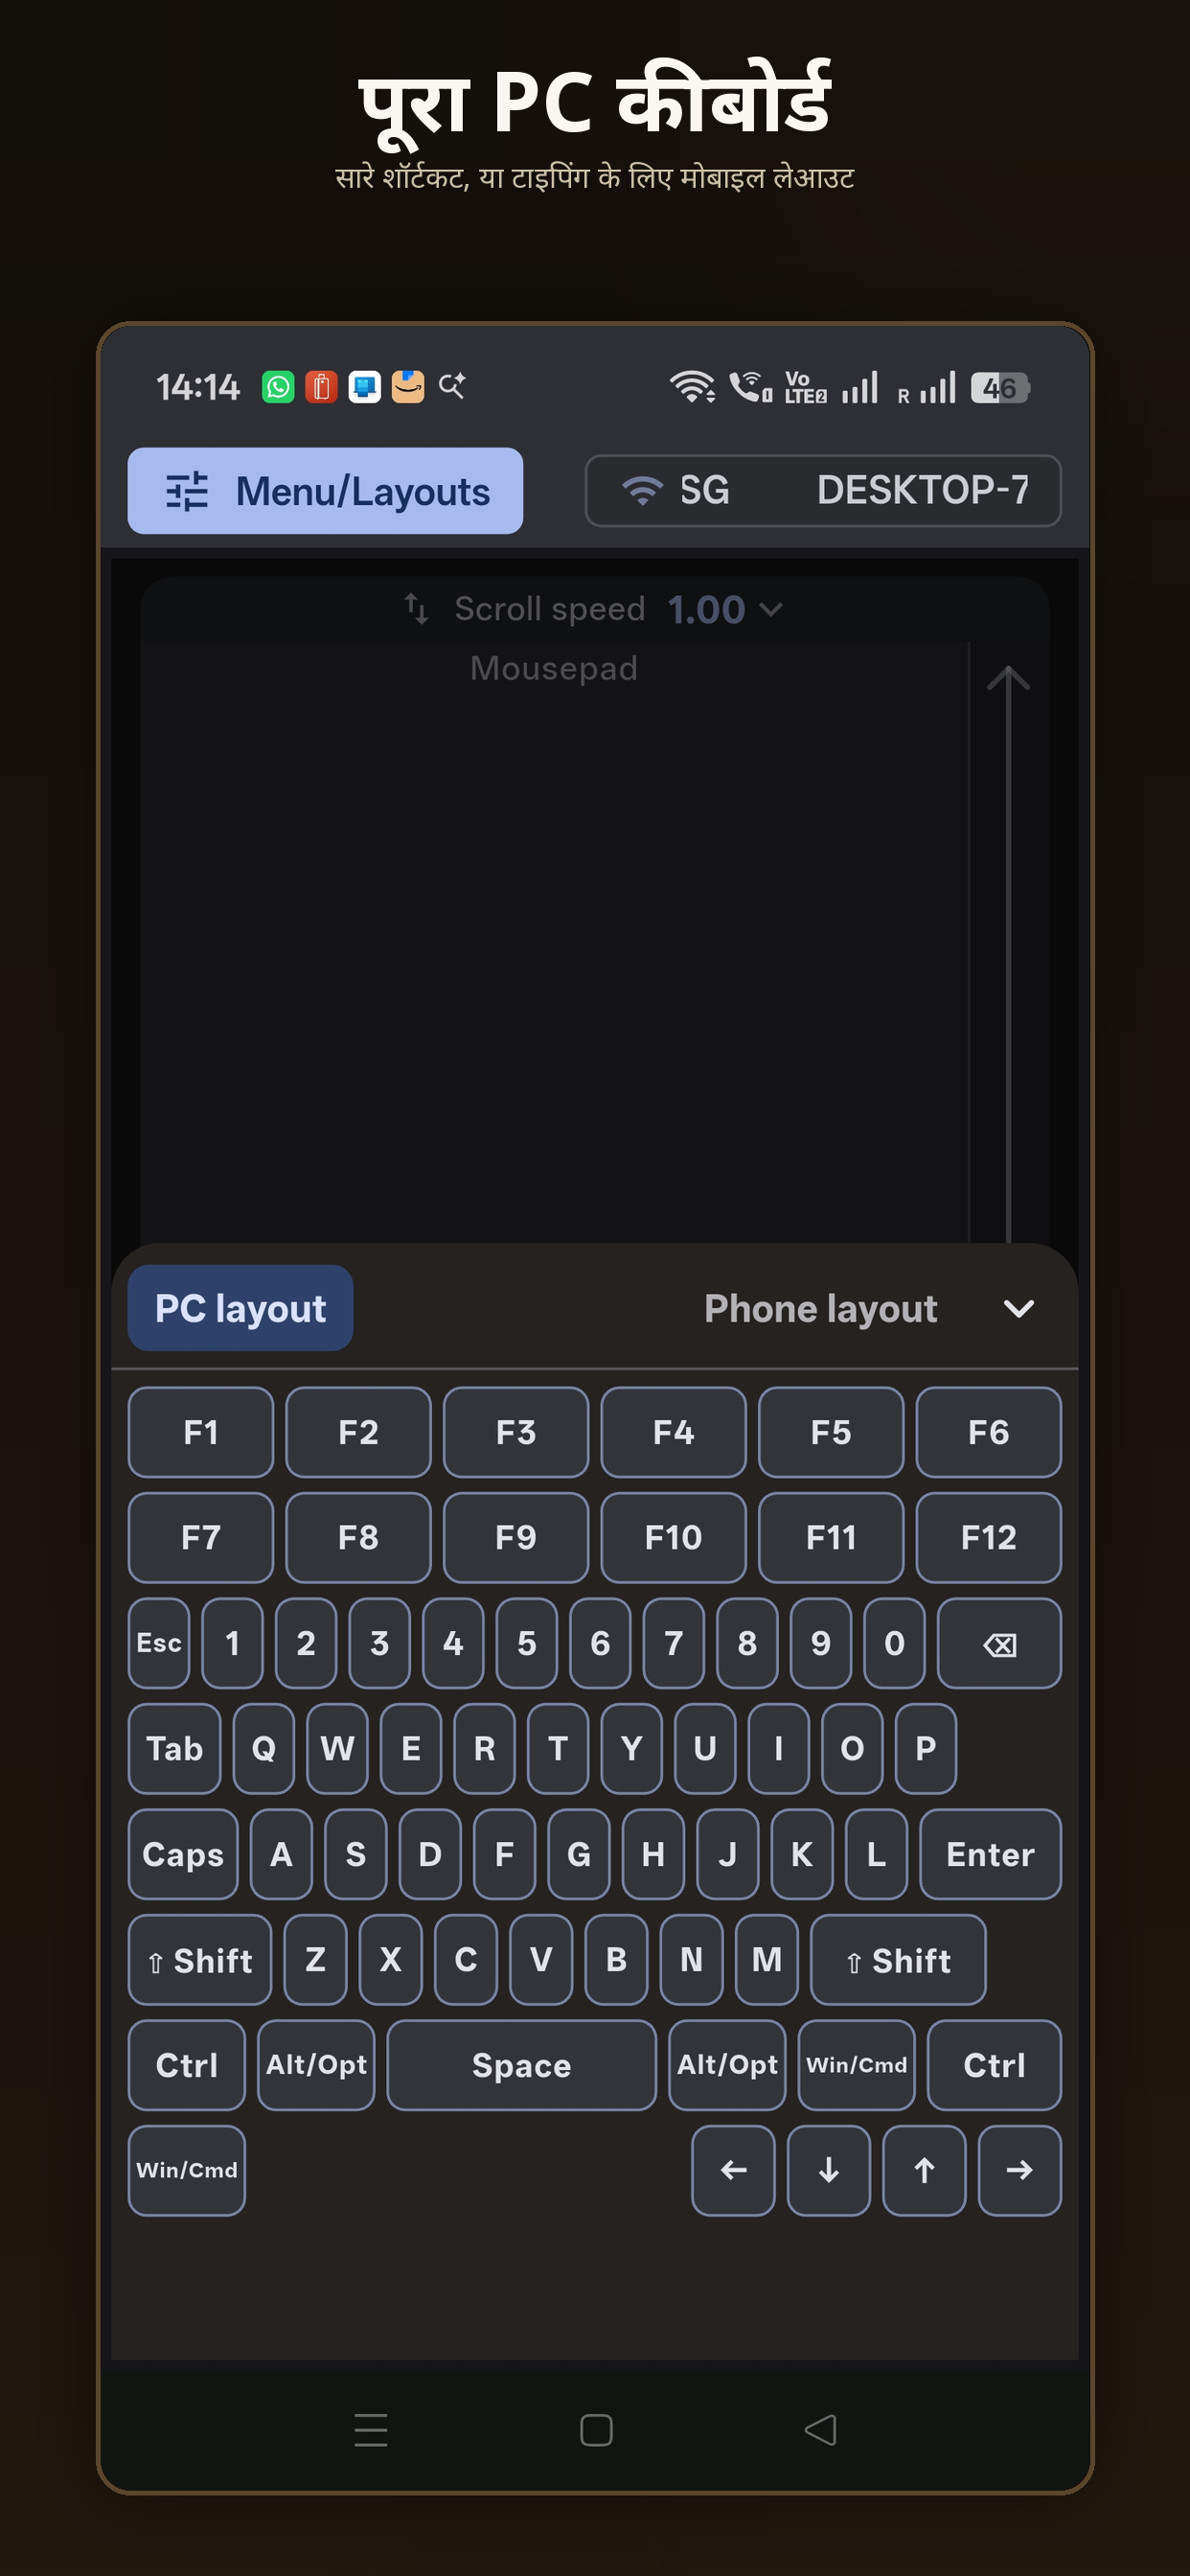 पूरा PC कीबोर्ड
सारे शॉर्टकट, या टाइपिंग के लिए मोबाइल लेआउट
14:14 Vo LTE2 R 46
Menu/Layouts SG DESKTOP-7
Scroll speed 1.00
Mousepad
PC layout Phone layout
F1 F2 F3 F4 F5 F6
F7 F8 F9 F10 F11 F12
Esc 1 2 3 4 5 6 7 8 9 0
Tab Q W E R T Y U I O P
Caps A S D F G H J K L Enter
⇧ Shift Z X C V B N M ⇧ Shift
Ctrl Alt/Opt Space Alt/Opt Win/Cmd Ctrl
Win/Cmd ← ↓ ↑ →